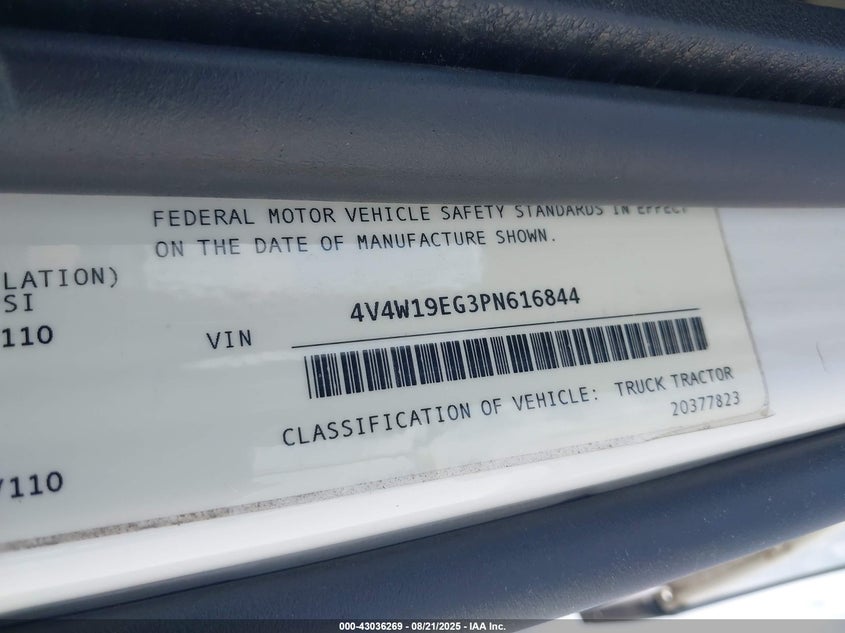 FEDERAL MOTOR VEHICLE SAFETY STANDARDS IN EFFECT
ON THE DATE OF MANUFACTURE SHOWN.
LATION)
SI
110
VIN 4V4W19EG3PN616844
CLASSIFICATION OF VEHICLE: TRUCK TRACTOR
20377823
/110
000-43036269 - 08/21/2025 - IAA Inc.